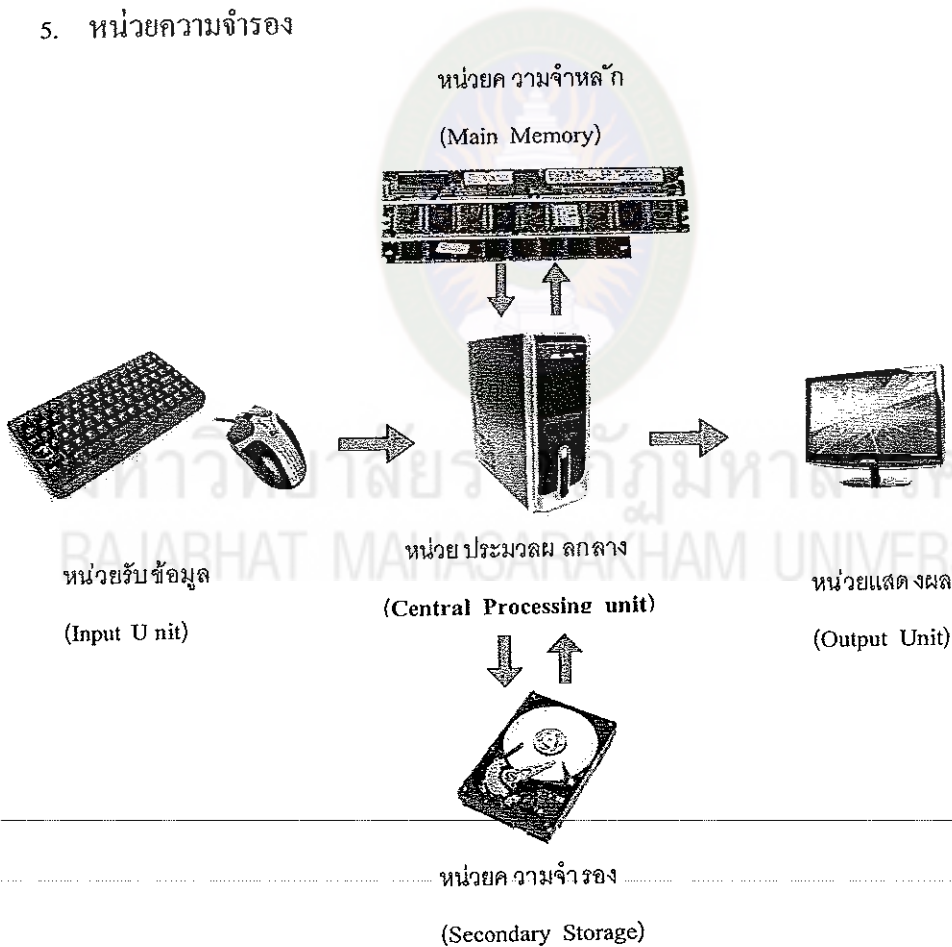 5. หน่วยความจำรอง
หน่วยความจำหลัก
(Main Memory)
หน่วยรับข้อมูล
(Input Unit)
หน่วยประมวลผลกลาง
(Central Processing unit)
หน่วยแสดงผล
(Output Unit)
RAJABHAT MAHASARAKHAM UNIVER
หน่วยความจำรอง
(Secondary Storage)